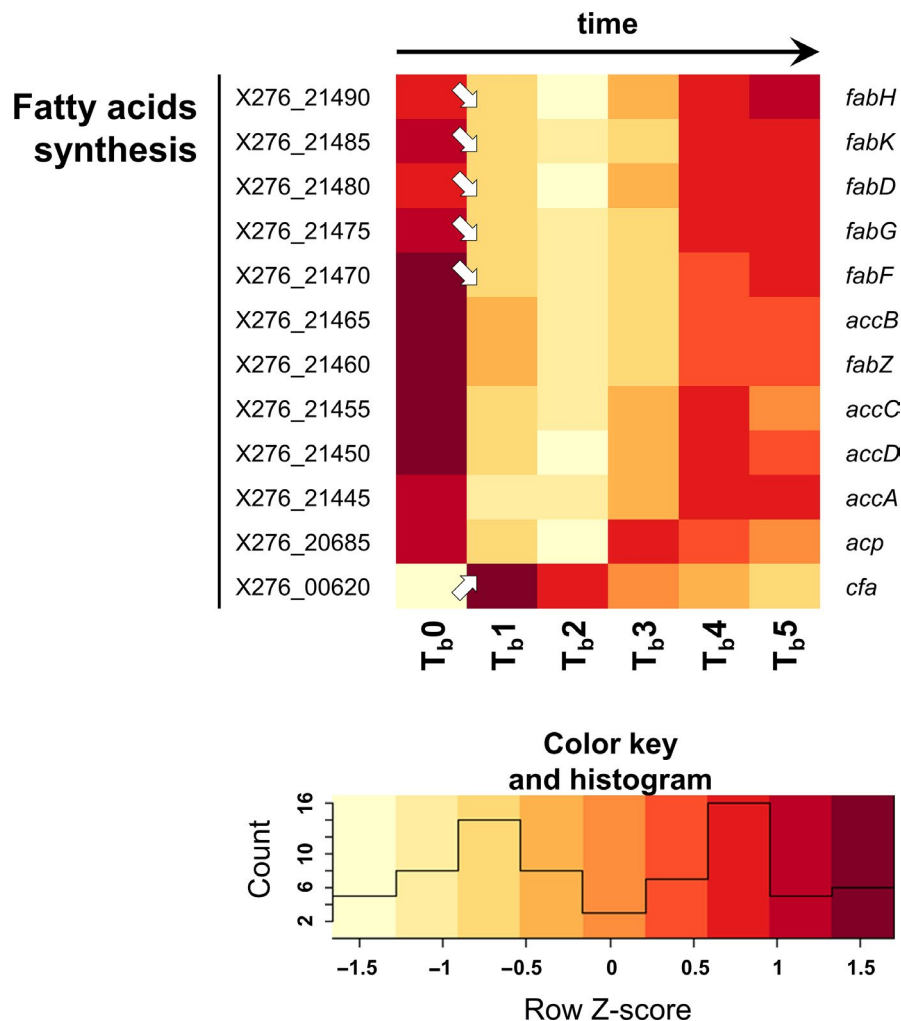 time
Fatty acids
synthesis
X276_21490 fabH
X276_21485 fabK
X276_21480 fabD
X276_21475 fabG
X276_21470 fabF
X276_21465 accB
X276_21460 fabZ
X276_21455 accC
X276_21450 accD
X276_21445 accA
X276_20685 acp
X276_00620 cfa
Tb0 Tb1 Tb2 Tb3 Tb4 Tb5
Color key
and histogram
Count
16
10
6
2
−1.5 −1 −0.5 0 0.5 1 1.5
Row Z-score